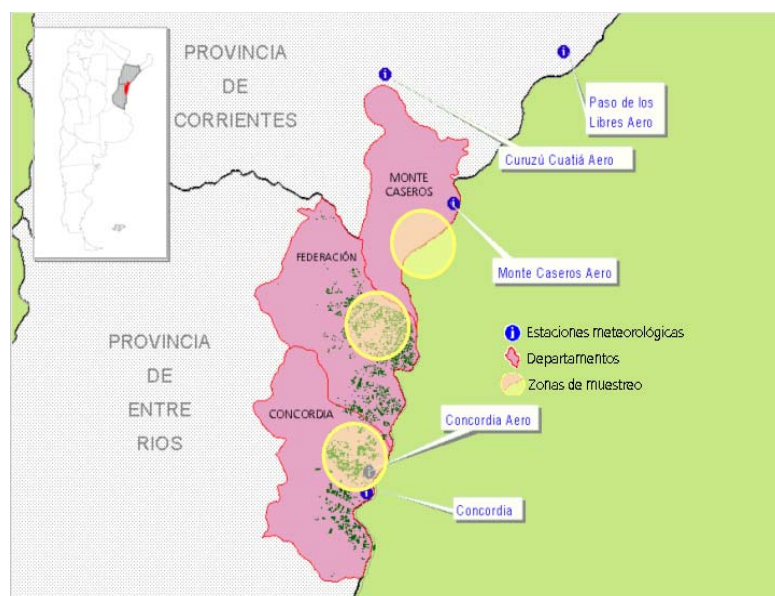 PROVINCIA
DE
CORRIENTES
Paso de los
Libres Aero
Curuzú Cuatiá Aero
MONTE
CASEROS
FEDERACIÓN
Monte Caseros Aero
Estaciones meteorológicas
Departamentos
Zonas de muestreo
PROVINCIA
DE
ENTRE
RIOS
CONCORDIA
Concordia Aero
Concordia